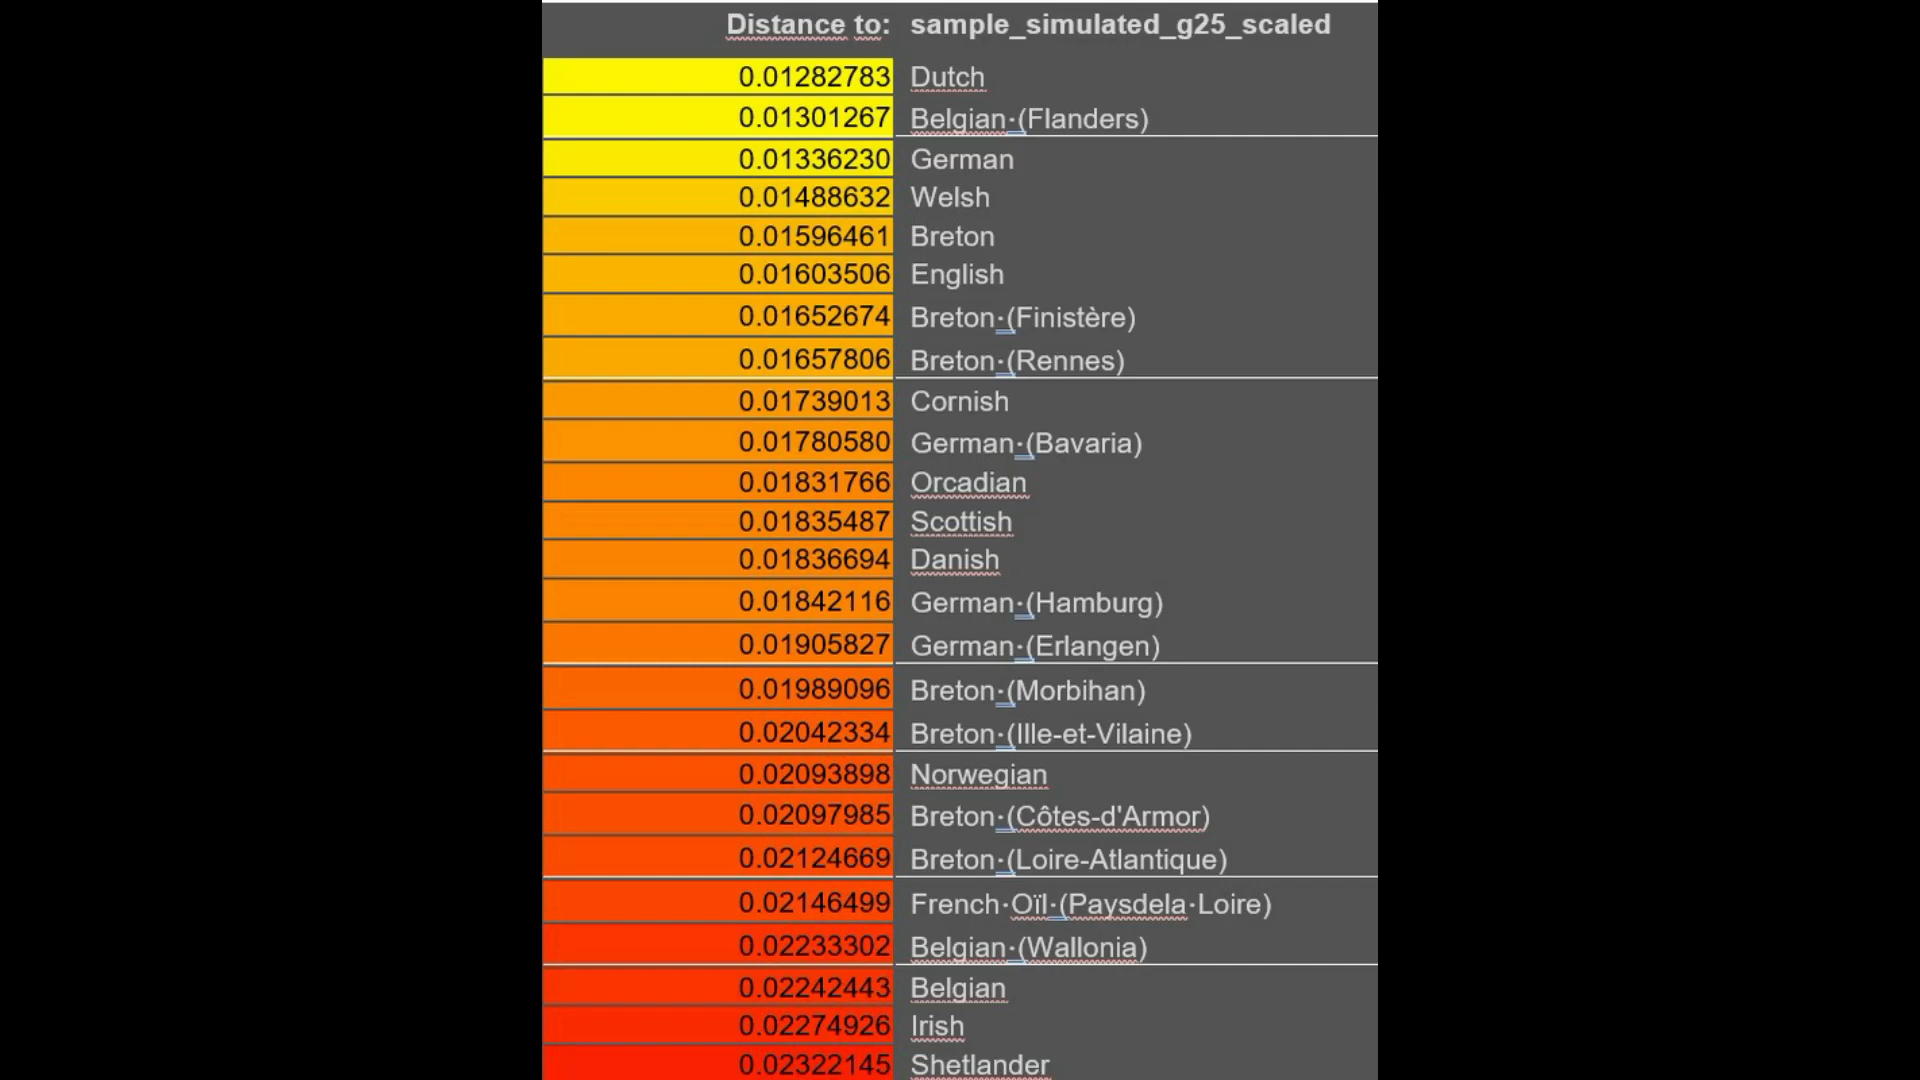 Distance to: sample_simulated_g25_scaled
0.01282783 Dutch
0.01301267 Belgian·(Flanders)
0.01336230 German
0.01488632 Welsh
0.01596461 Breton
0.01603506 English
0.01652674 Breton·(Finistère)
0.01657806 Breton·(Rennes)
0.01739013 Cornish
0.01780580 German·(Bavaria)
0.01831766 Orcadian
0.01835487 Scottish
0.01836694 Danish
0.01842116 German·(Hamburg)
0.01905827 German·(Erlangen)
0.01989096 Breton·(Morbihan)
0.02042334 Breton·(Ille-et-Vilaine)
0.02093898 Norwegian
0.02097985 Breton·(Côtes-d'Armor)
0.02124669 Breton·(Loire-Atlantique)
0.02146499 French·Oïl·(Paysdela·Loire)
0.02233302 Belgian·(Wallonia)
0.02242443 Belgian
0.02274926 Irish
0.02322145 Shetlander